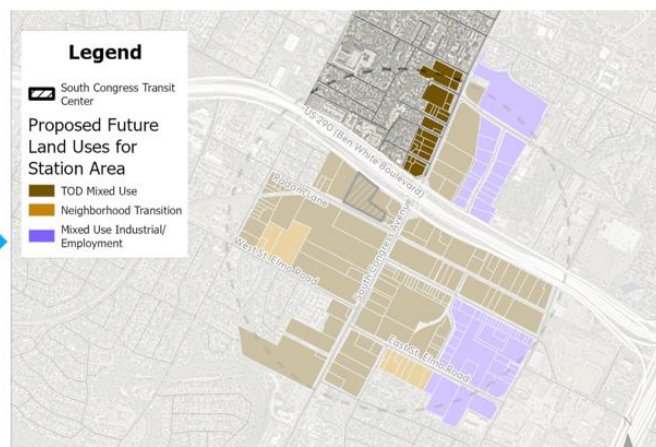 Legend
South Congress Transit
Center
Proposed Future
Land Uses for
Station Area
TOD Mixed Use
Neighborhood Transition
Mixed Use Industrial/
Employment
US 290 (Ben White Boulevard)
Radam Lane
West St. Elmo Road
South Congress Avenue
East St. Elmo Road